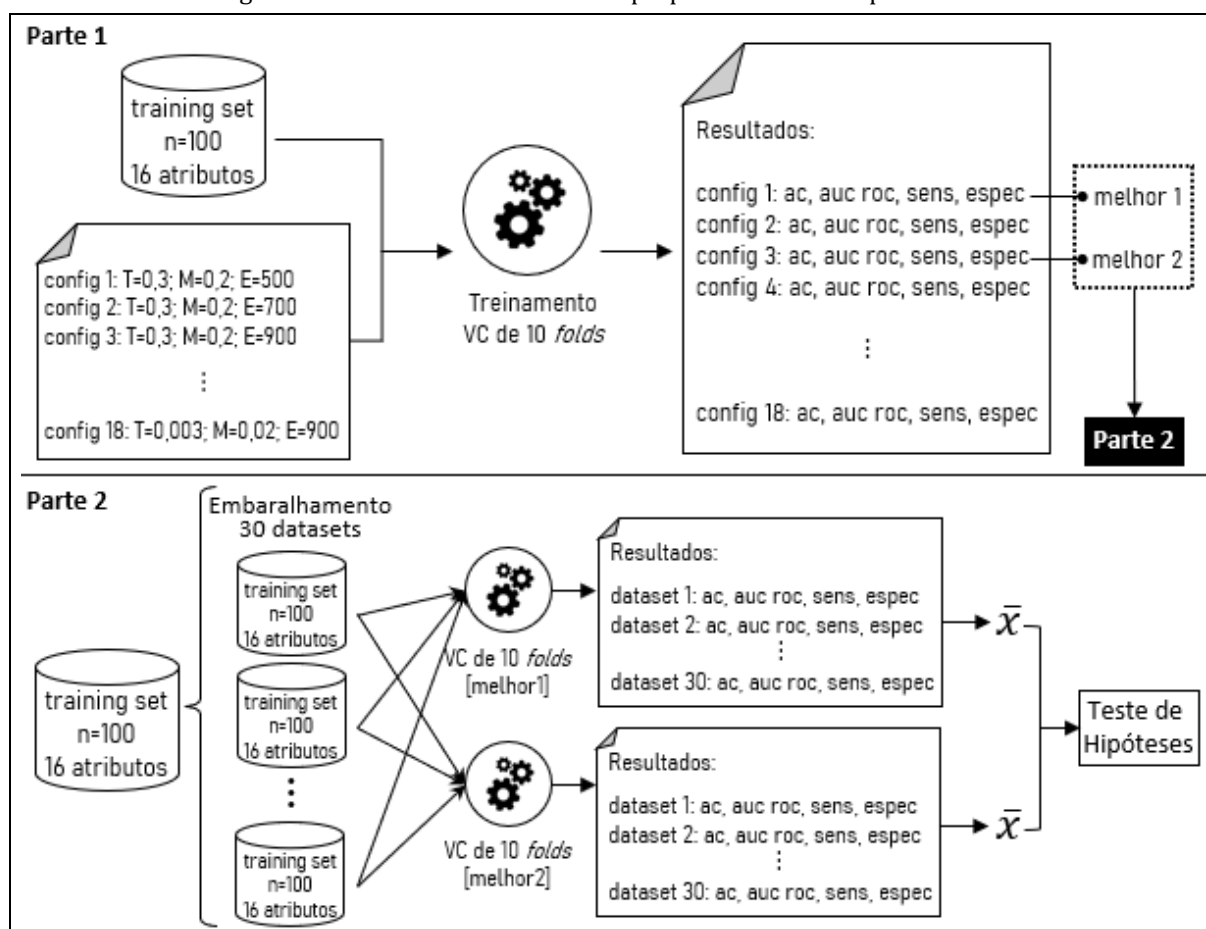 Parte 1
training set
n=100
16 atributos
config 1: T=0,3; M=0,2; E=500
config 2: T=0,3; M=0,2; E=700
config 3: T=0,3; M=0,2; E=900
⋮
config 18: T=0,003; M=0,02; E=900
Treinamento
VC de 10 folds
Resultados:
config 1: ac, auc roc, sens, espec
config 2: ac, auc roc, sens, espec
config 3: ac, auc roc, sens, espec
config 4: ac, auc roc, sens, espec
⋮
config 18: ac, auc roc, sens, espec
melhor 1
melhor 2
Parte 2
Parte 2
training set
n=100
16 atributos
Embaralhamento
30 datasets
training set
n=100
16 atributos
training set
n=100
16 atributos
⋮
training set
n=100
16 atributos
VC de 10 folds
[melhor1]
VC de 10 folds
[melhor2]
Resultados:
dataset 1: ac, auc roc, sens, espec
dataset 2: ac, auc roc, sens, espec
⋮
dataset 30: ac, auc roc, sens, espec
x̄
Resultados:
dataset 1: ac, auc roc, sens, espec
dataset 2: ac, auc roc, sens, espec
⋮
dataset 30: ac, auc roc, sens, espec
x̄
Teste de
Hipóteses